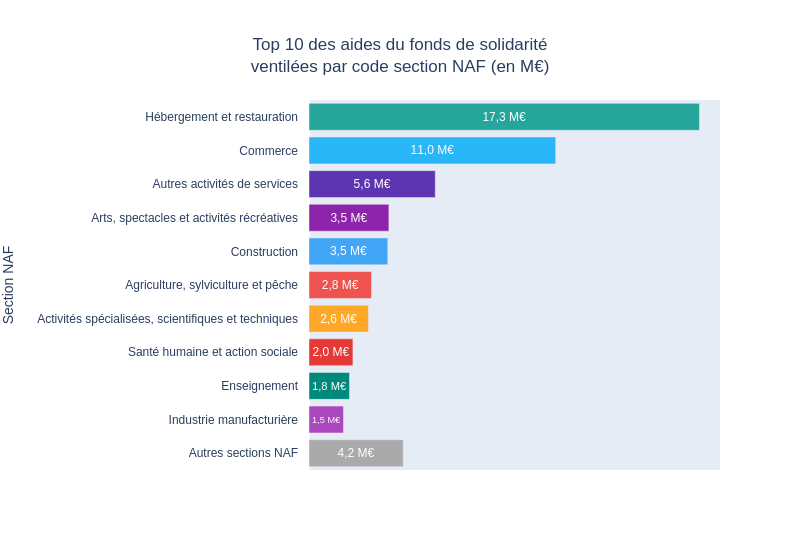 Top 10 des aides du fonds de solidarité
ventilées par code section NAF (en M€)
Section NAF
Hébergement et restauration 17,3 M€
Commerce 11,0 M€
Autres activités de services 5,6 M€
Arts, spectacles et activités récréatives 3,5 M€
Construction 3,5 M€
Agriculture, sylviculture et pêche 2,8 M€
Activités spécialisées, scientifiques et techniques 2,6 M€
Santé humaine et action sociale 2,0 M€
Enseignement 1,8 M€
Industrie manufacturière 1,5 M€
Autres sections NAF 4,2 M€